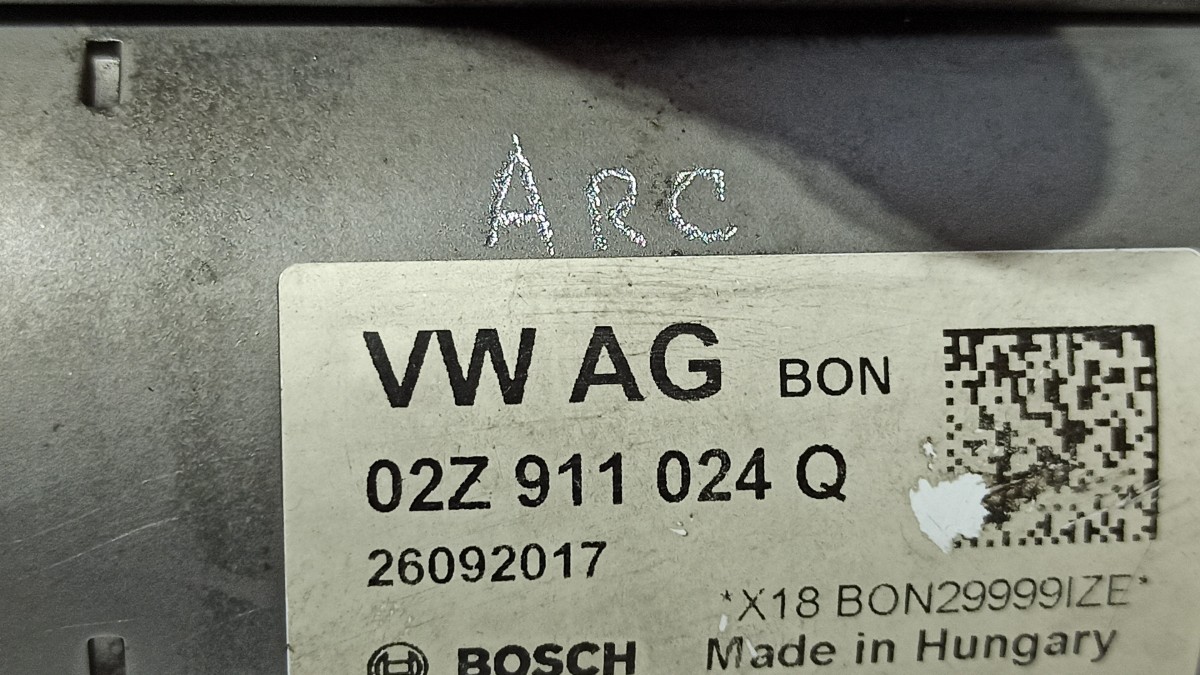 ARC
VW AG BON
02Z 911 024 Q
26092017
*X18 BON29999IZE*
BOSCH Made in Hungary